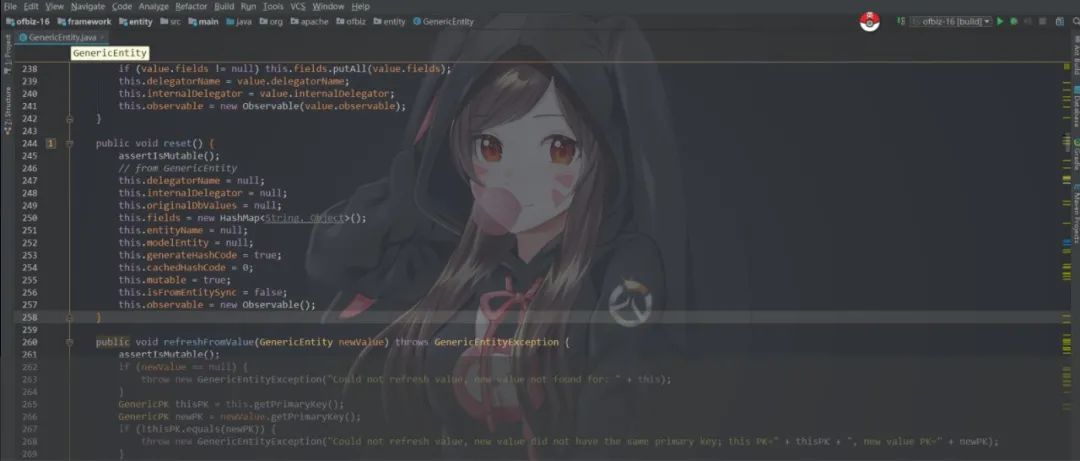 File Edit View Navigate Code Analyze Refactor Build Run Tools VCS Window Help
ofbiz-16 framework entity src main java org apache ofbiz entity GenericEntity ofbiz-16 [build]
GenericEntity.java
GenericEntity
1: Project
7: Structure
Ant Build
Database
Gradle
Maven Projects
238 if (value.fields != null) this.fields.putAll(value.fields);
239 this.delegatorName = value.delegatorName;
240 this.internalDelegator = value.internalDelegator;
241 this.observable = new Observable(value.observable);
242 }
243
244 public void reset() {
245 assertIsMutable();
246 // from GenericEntity
247 this.delegatorName = null;
248 this.internalDelegator = null;
249 this.originalDbValues = null;
250 this.fields = new HashMap<String, Object>();
251 this.entityName = null;
252 this.modelEntity = null;
253 this.generateHashCode = true;
254 this.cachedHashCode = 0;
255 this.mutable = true;
256 this.isFromEntitySync = false;
257 this.observable = new Observable();
258 }
259
260 public void refreshFromValue(GenericEntity newValue) throws GenericEntityException {
261 assertIsMutable();
262 if (newValue == null) {
263 throw new GenericEntityException("Could not refresh value, new value not found for: " + this);
264 }
265 GenericPK thisPK = this.getPrimaryKey();
266 GenericPK newPK = newValue.getPrimaryKey();
267 if (!thisPK.equals(newPK)) {
268 throw new GenericEntityException("Could not refresh value, new value did not have the same primary key; this PK=" + thisPK + ", new value PK=" + newPK);
269 }